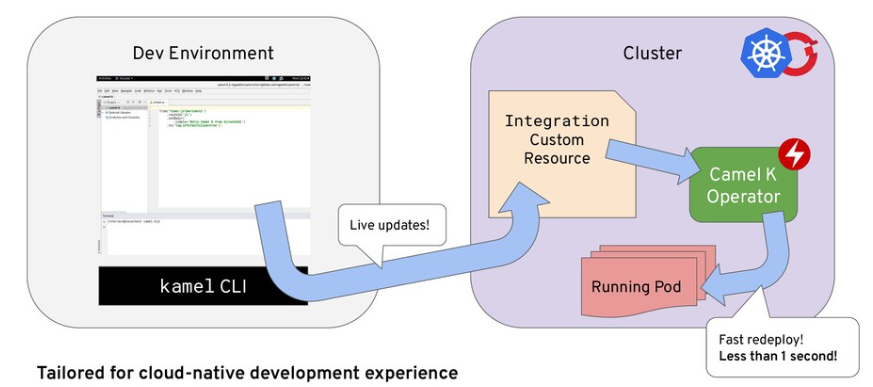 Dev Environment
Cluster
Integration
Custom
Resource
Camel K
Operator
Live updates!
kamel CLI
Running Pod
Fast redeploy!
Less than 1 second!
Tailored for cloud-native development experience